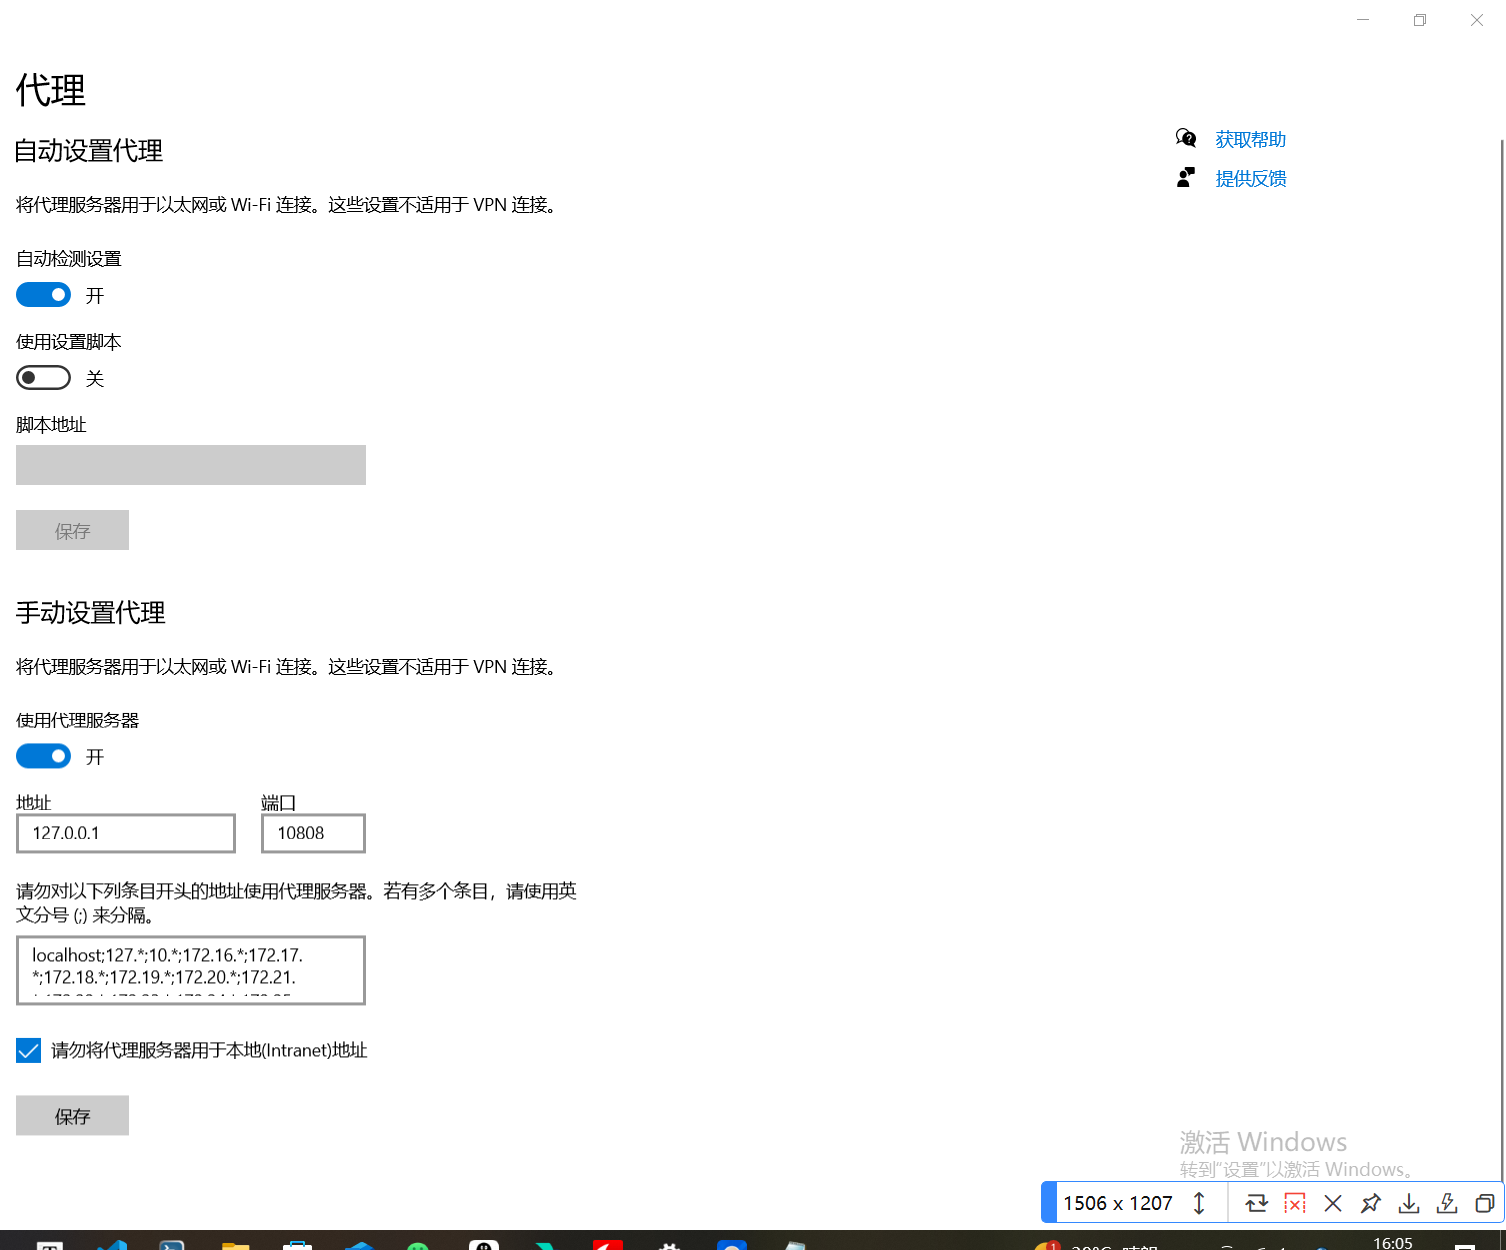 代理
自动设置代理
将代理服务器用于以太网或 Wi-Fi 连接。这些设置不适用于 VPN 连接。
自动检测设置
开
使用设置脚本
关
脚本地址
保存
手动设置代理
将代理服务器用于以太网或 Wi-Fi 连接。这些设置不适用于 VPN 连接。
使用代理服务器
开
地址 端口
127.0.0.1 10808
请勿对以下列条目开头的地址使用代理服务器。若有多个条目，请使用英
文分号 (;) 来分隔。
localhost;127.*;10.*;172.16.*;172.17.
*;172.18.*;172.19.*;172.20.*;172.21.
请勿将代理服务器用于本地(Intranet)地址
保存
获取帮助
提供反馈
激活 Windows
转到"设置"以激活 Windows。
1506 x 1207
16:05